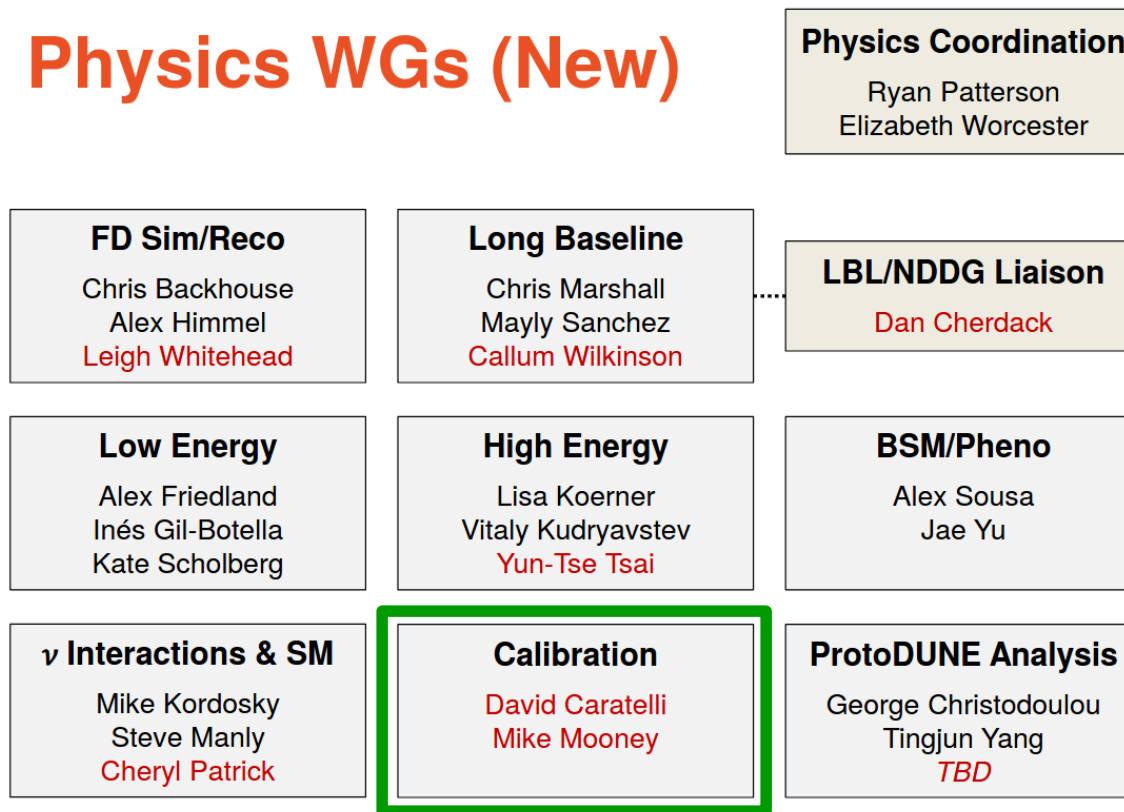 Physics WGs (New)
Physics Coordination
Ryan Patterson
Elizabeth Worcester
FD Sim/Reco
Chris Backhouse
Alex Himmel
Leigh Whitehead
Long Baseline
Chris Marshall
Mayly Sanchez
Callum Wilkinson
LBL/NDDG Liaison
Dan Cherdack
Low Energy
Alex Friedland
Inés Gil-Botella
Kate Scholberg
High Energy
Lisa Koerner
Vitaly Kudryavstev
Yun-Tse Tsai
BSM/Pheno
Alex Sousa
Jae Yu
ν Interactions & SM
Mike Kordosky
Steve Manly
Cheryl Patrick
Calibration
David Caratelli
Mike Mooney
ProtoDUNE Analysis
George Christodoulou
Tingjun Yang
TBD